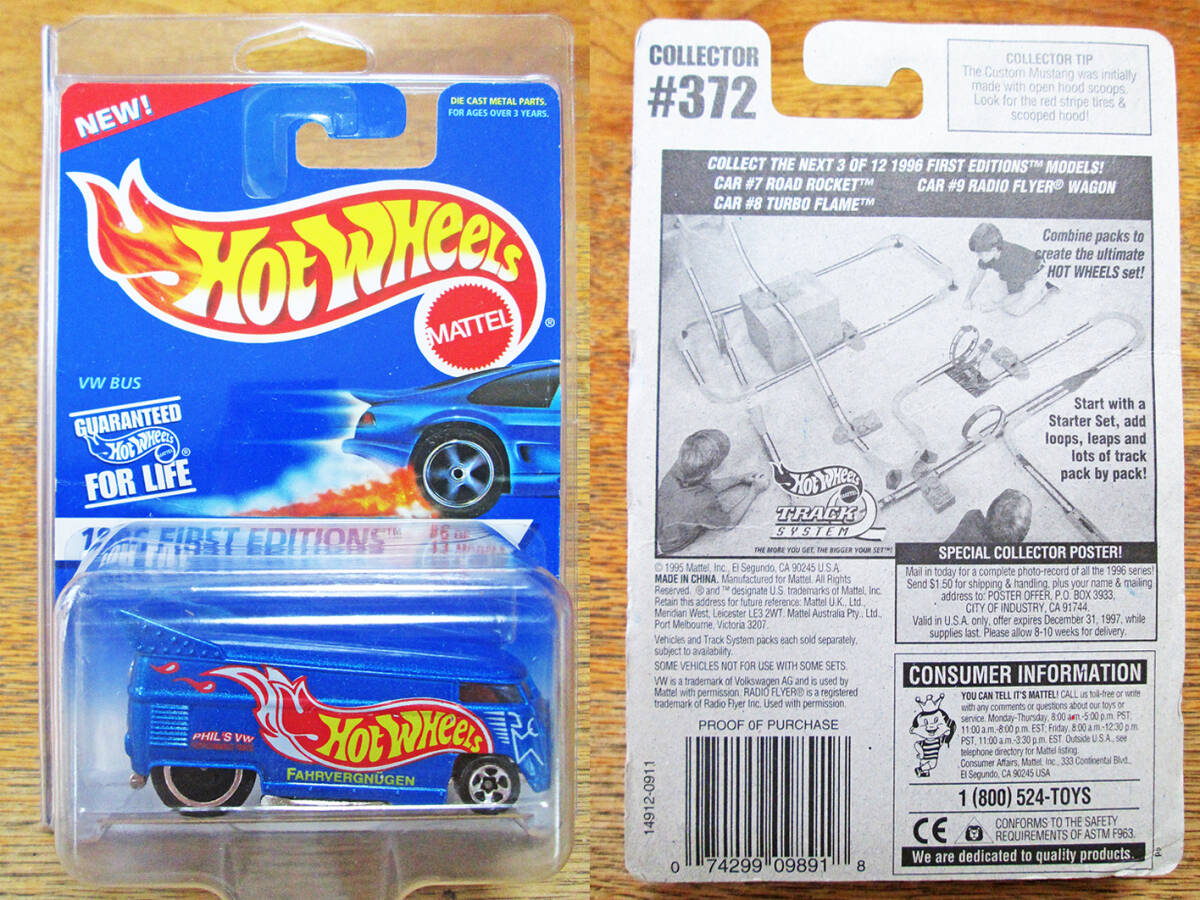 NEW!
DIE CAST METAL PARTS.
FOR AGES OVER 3 YEARS.
HOT WHEELS
MATTEL
®
VW BUS
GUARANTEED
HOT WHEELS ®
FOR LIFE
FIRST EDITIONS™
#6 OF
PHIL'S VW
HOT WHEELS
FAHRVERGNÜGEN
COLLECTOR
#372
COLLECTOR TIP
The Custom Mustang was initially
made with open hood scoops.
Look for the red stripe tires &
scooped hood!
COLLECT THE NEXT 3 OF 12 1996 FIRST EDITIONS™ MODELS!
CAR #7 ROAD ROCKET™ CAR #9 RADIO FLYER® WAGON
CAR #8 TURBO FLAME™
Combine packs to
create the ultimate
HOT WHEELS set!
Start with a
Starter Set, add
loops, leaps and
lots of track
pack by pack!
HOT WHEELS
MATTEL
TRACK
SYSTEM
THE MORE YOU GET, THE BIGGER YOUR SET!™
© 1995 Mattel, Inc., El Segundo, CA 90245 U.S.A.
MADE IN CHINA. Manufactured for Mattel. All Rights
Reserved. ® and ™ designate U.S. trademarks of Mattel, Inc.
Retain this address for future reference: Mattel U.K., Ltd.,
Meridian West, Leicester LE3 2WT. Mattel Australia Pty., Ltd.,
Port Melbourne, Victoria 3207.
Vehicles and Track System packs each sold separately,
subject to availability.
SOME VEHICLES NOT FOR USE WITH SOME SETS.
VW is a trademark of Volkswagen AG and is used by
Mattel with permission. RADIO FLYER® is a registered
trademark of Radio Flyer Inc. Used with permission.
PROOF OF PURCHASE
14912-0911
0 74299 09891 8
SPECIAL COLLECTOR POSTER!
Mail in today for a complete photo-record of all the 1996 series!
Send $1.50 for shipping & handling, plus your name & mailing
address to: POSTER OFFER, P.O. BOX 3933,
CITY OF INDUSTRY, CA 91744.
Valid in U.S.A. only, offer expires December 31, 1997, while
supplies last. Please allow 8-10 weeks for delivery.
CONSUMER INFORMATION
YOU CAN TELL IT'S MATTEL! CALL us toll-free or write
with any comments or questions about our toys or
service. Monday-Thursday, 8:00 a.m.-5:00 p.m. PST,
11:00 a.m.-8:00 p.m. EST; Friday, 8:00 a.m.-12:30 p.m.
PST, 11:00 a.m.-3:30 p.m. EST. Outside U.S.A., see
telephone directory for Mattel listing.
Consumer Affairs, Mattel, Inc., 333 Continental Blvd.,
El Segundo, CA 90245 USA
1 (800) 524-TOYS
CE
CONFORMS TO THE SAFETY
REQUIREMENTS OF ASTM F963.
We are dedicated to quality products.